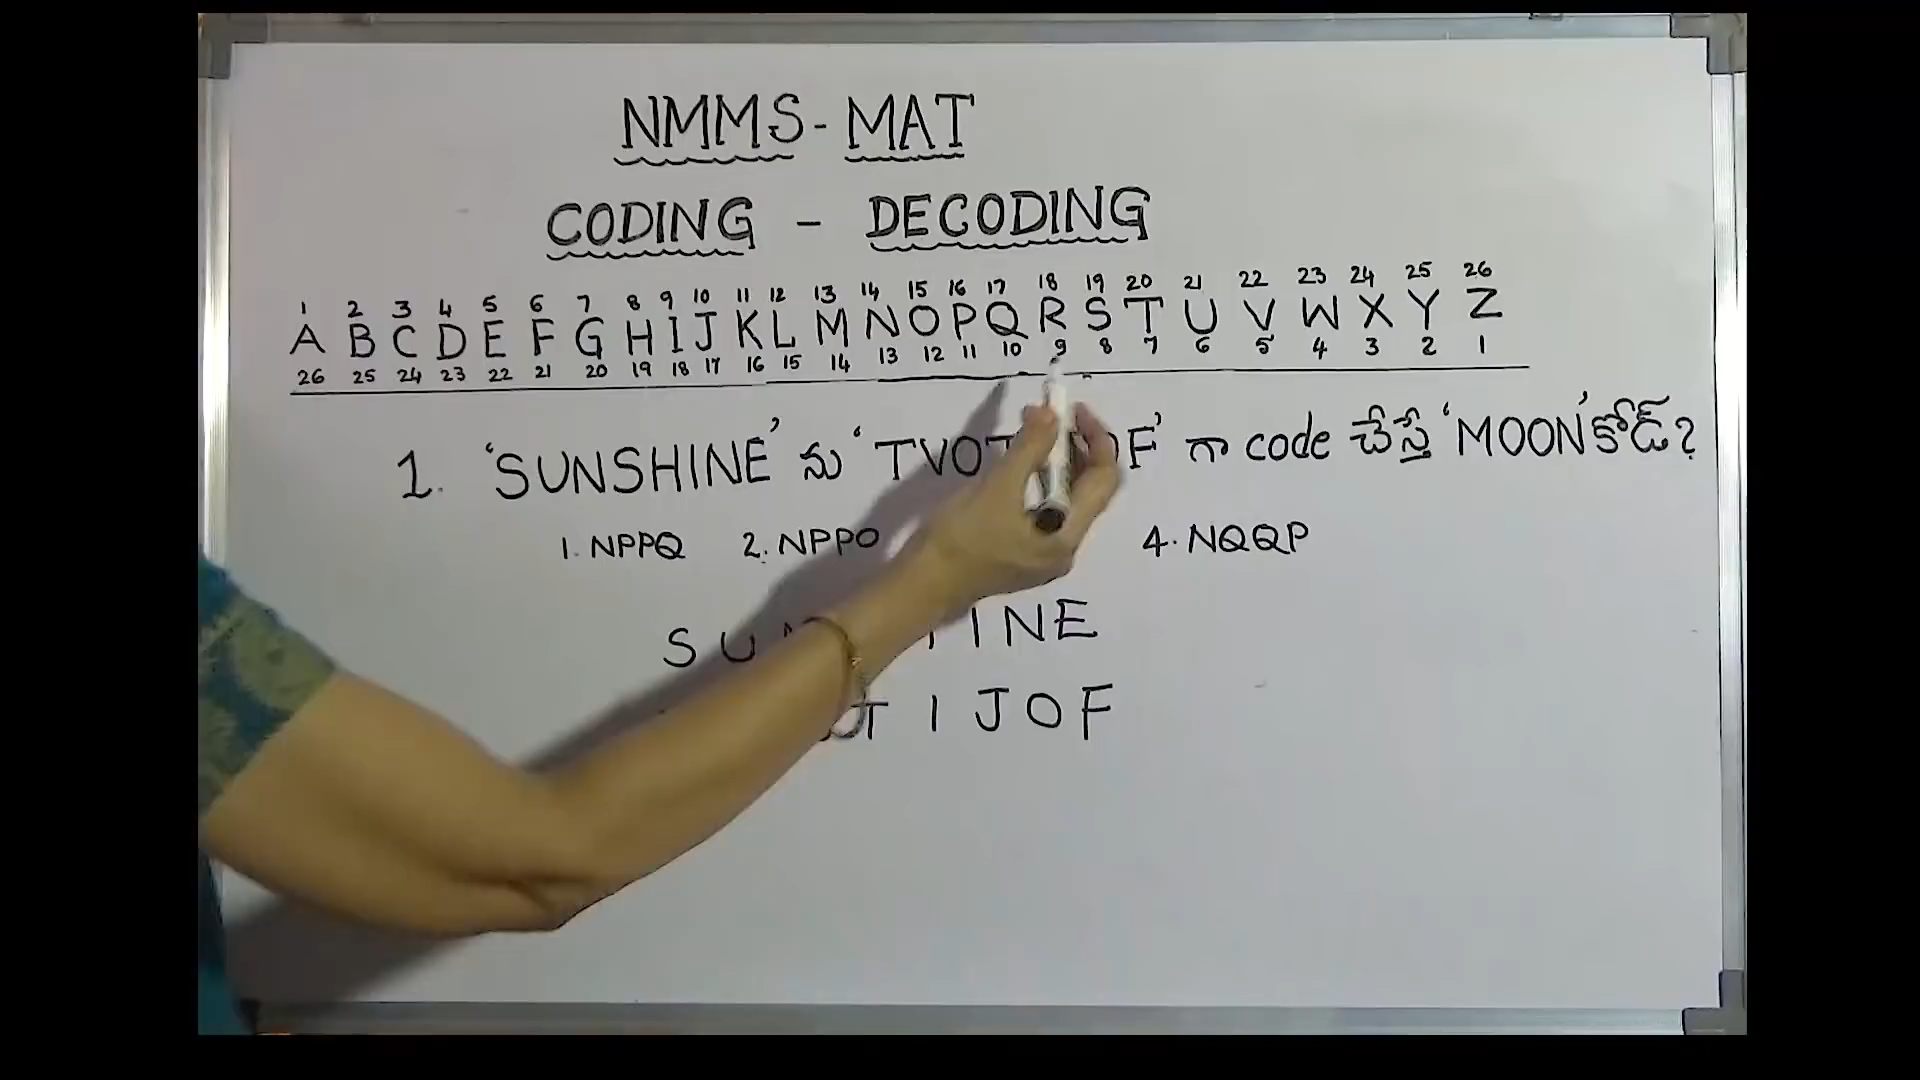 NMMS - MAT
CODING - DECODING
1 2 3 4 5 6 7 8 9 10 11 12 13 14 15 16 17 18 19 20 21 22 23 24 25 26
A B C D E F G H I J K L M N O P Q R S T U V W X Y Z
26 25 24 23 22 21 20 19 18 17 16 15 14 13 12 11 10 9 8 7 6 5 4 3 2 1
1. 'SUNSHINE' ను 'TVOT OF' గా code చేస్తే 'MOON' కోడ్ ?
1. NPPQ 2. NPPO 4. NQQP
S U I N E
T I J O F